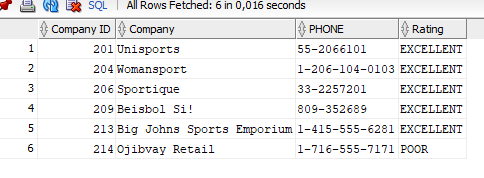 SQL | All Rows Fetched: 6 in 0,016 seconds
Company ID Company PHONE Rating
1 201 Unisports 55-2066101 EXCELLENT
2 204 Womansport 1-206-104-0103 EXCELLENT
3 206 Sportique 33-2257201 EXCELLENT
4 209 Beisbol Si! 809-352689 EXCELLENT
5 213 Big Johns Sports Emporium 1-415-555-6281 EXCELLENT
6 214 Ojibvay Retail 1-716-555-7171 POOR